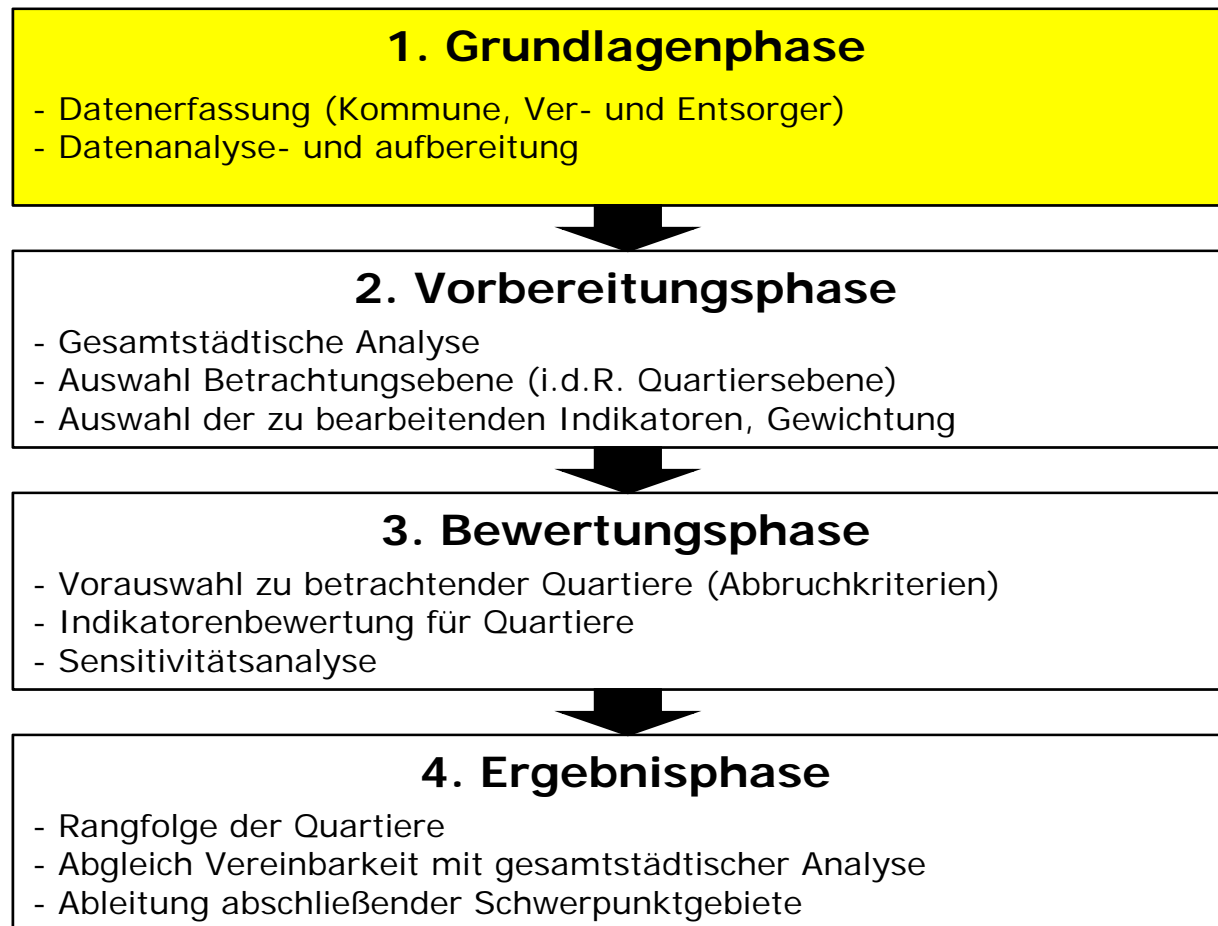 1. Grundlagenphase
- Datenerfassung (Kommune, Ver- und Entsorger)
- Datenanalyse- und aufbereitung
2. Vorbereitungsphase
- Gesamtstädtische Analyse
- Auswahl Betrachtungsebene (i.d.R. Quartiersebene)
- Auswahl der zu bearbeitenden Indikatoren, Gewichtung
3. Bewertungsphase
- Vorauswahl zu betrachtender Quartiere (Abbruchkriterien)
- Indikatorenbewertung für Quartiere
- Sensitivitätsanalyse
4. Ergebnisphase
- Rangfolge der Quartiere
- Abgleich Vereinbarkeit mit gesamtstädtischer Analyse
- Ableitung abschließender Schwerpunktgebiete